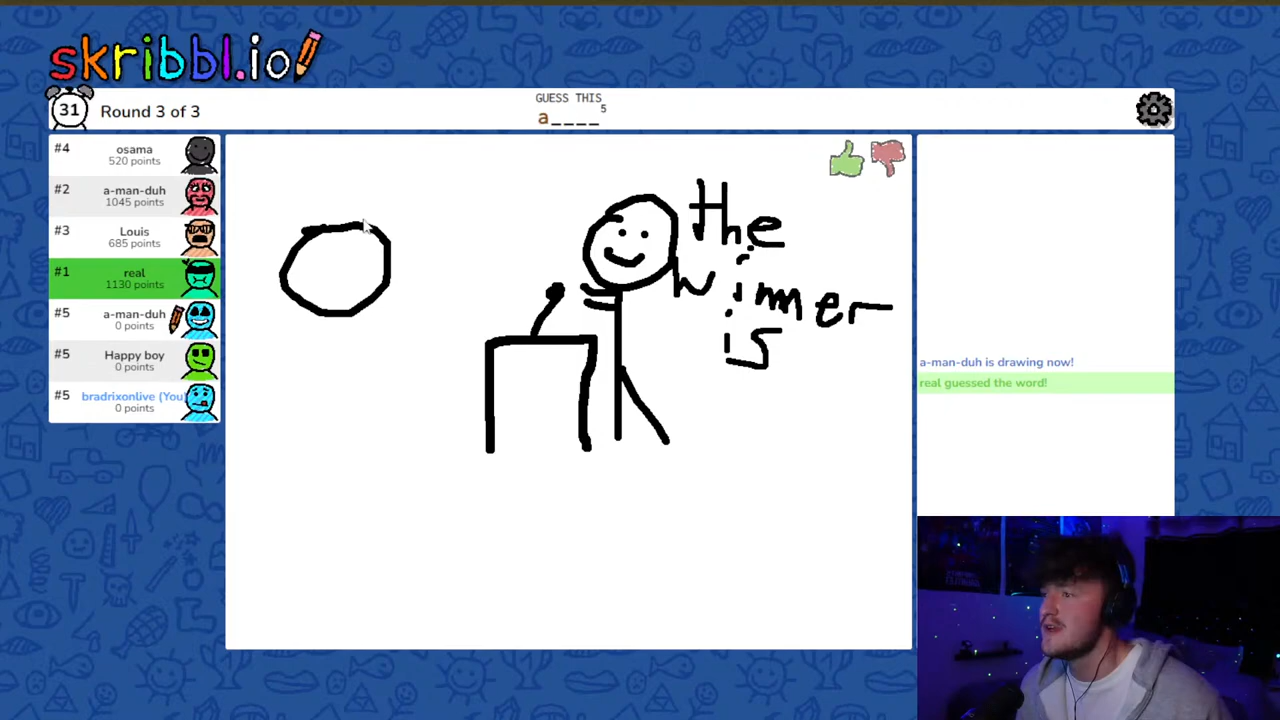 skribbl.io
31
Round 3 of 3
GUESS THIS
a____ 5
#4
osama
520 points
#2
a-man-duh
1045 points
#3
Louis
685 points
#1
real
1130 points
#5
a-man-duh
0 points
#5
Happy boy
0 points
#5
bradrixonlive (You)
0 points
The
winner
is
a-man-duh is drawing now!
real guessed the word!